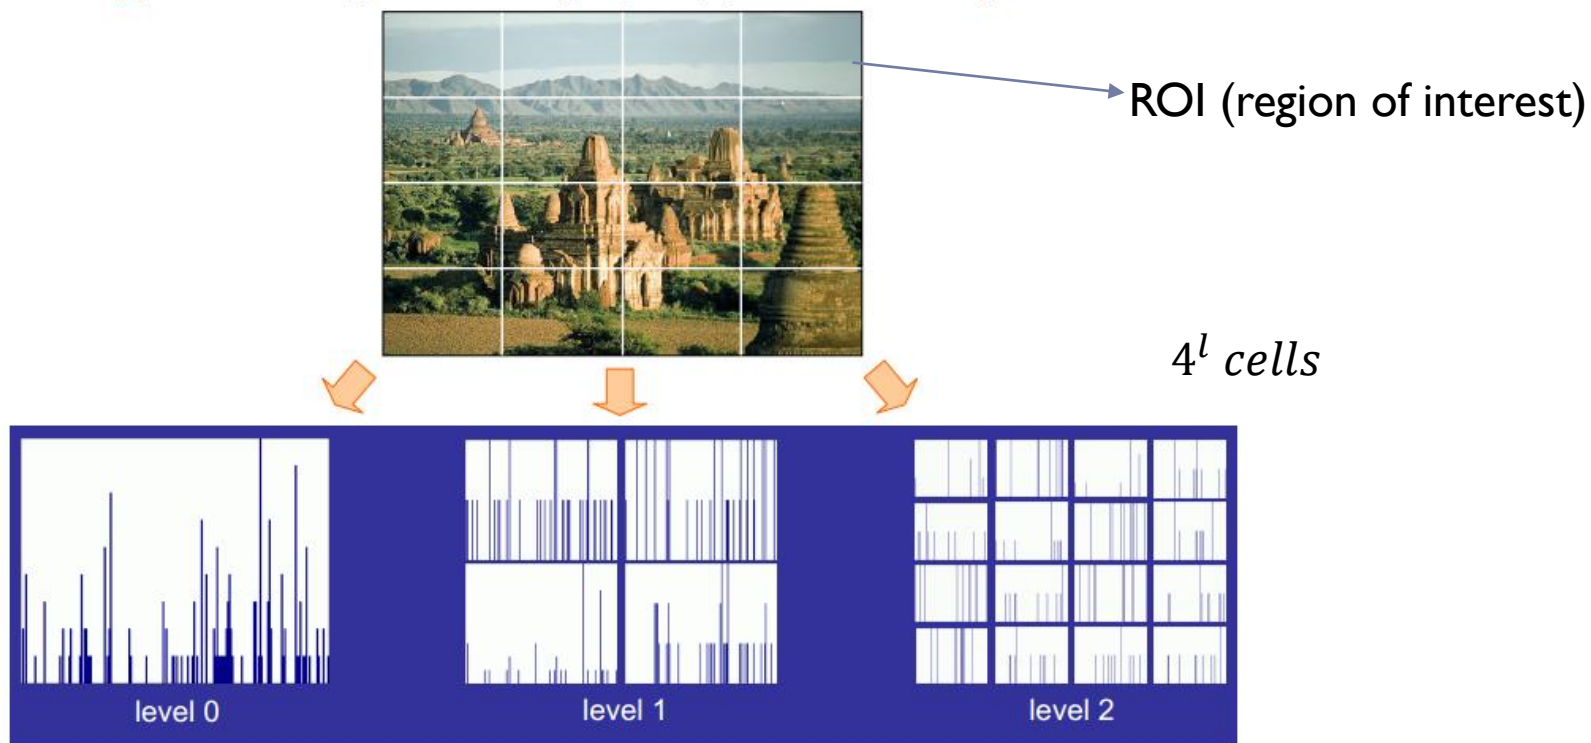 ROI (region of interest)
4^l cells
level 0
level 1
level 2